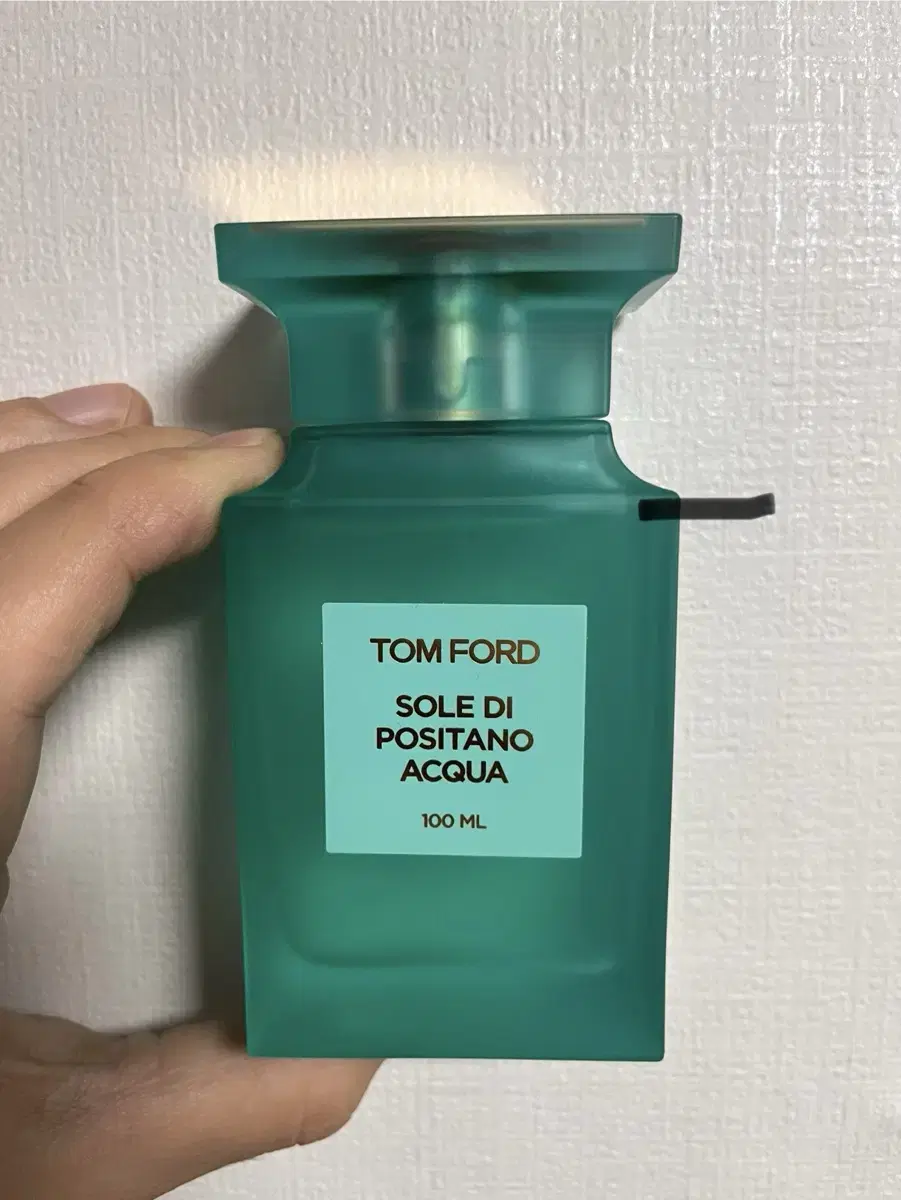 TOM FORD
SOLE DI
POSITANO
ACQUA
100 ML